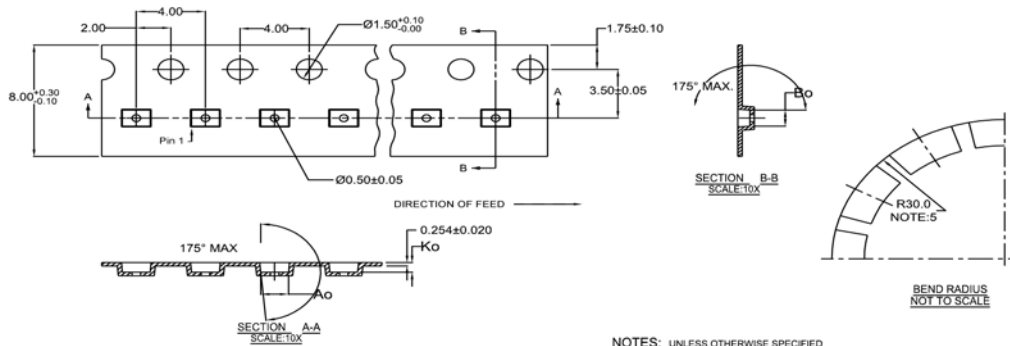 4.00
2.00
4.00
Ø1.50 +0.10 -0.00
B
1.75±0.10
8.00 +0.30 -0.10
A
A
3.50±0.05
Pin 1
B
Ø0.50±0.05
DIRECTION OF FEED
175° MAX.
Bo
SECTION B-B
SCALE:10X
R30.0
NOTE:5
BEND RADIUS
NOT TO SCALE
0.254±0.020
175° MAX
Ko
Ao
SECTION A-A
SCALE:10X
NOTES: UNLESS OTHERWISE SPECIFIED